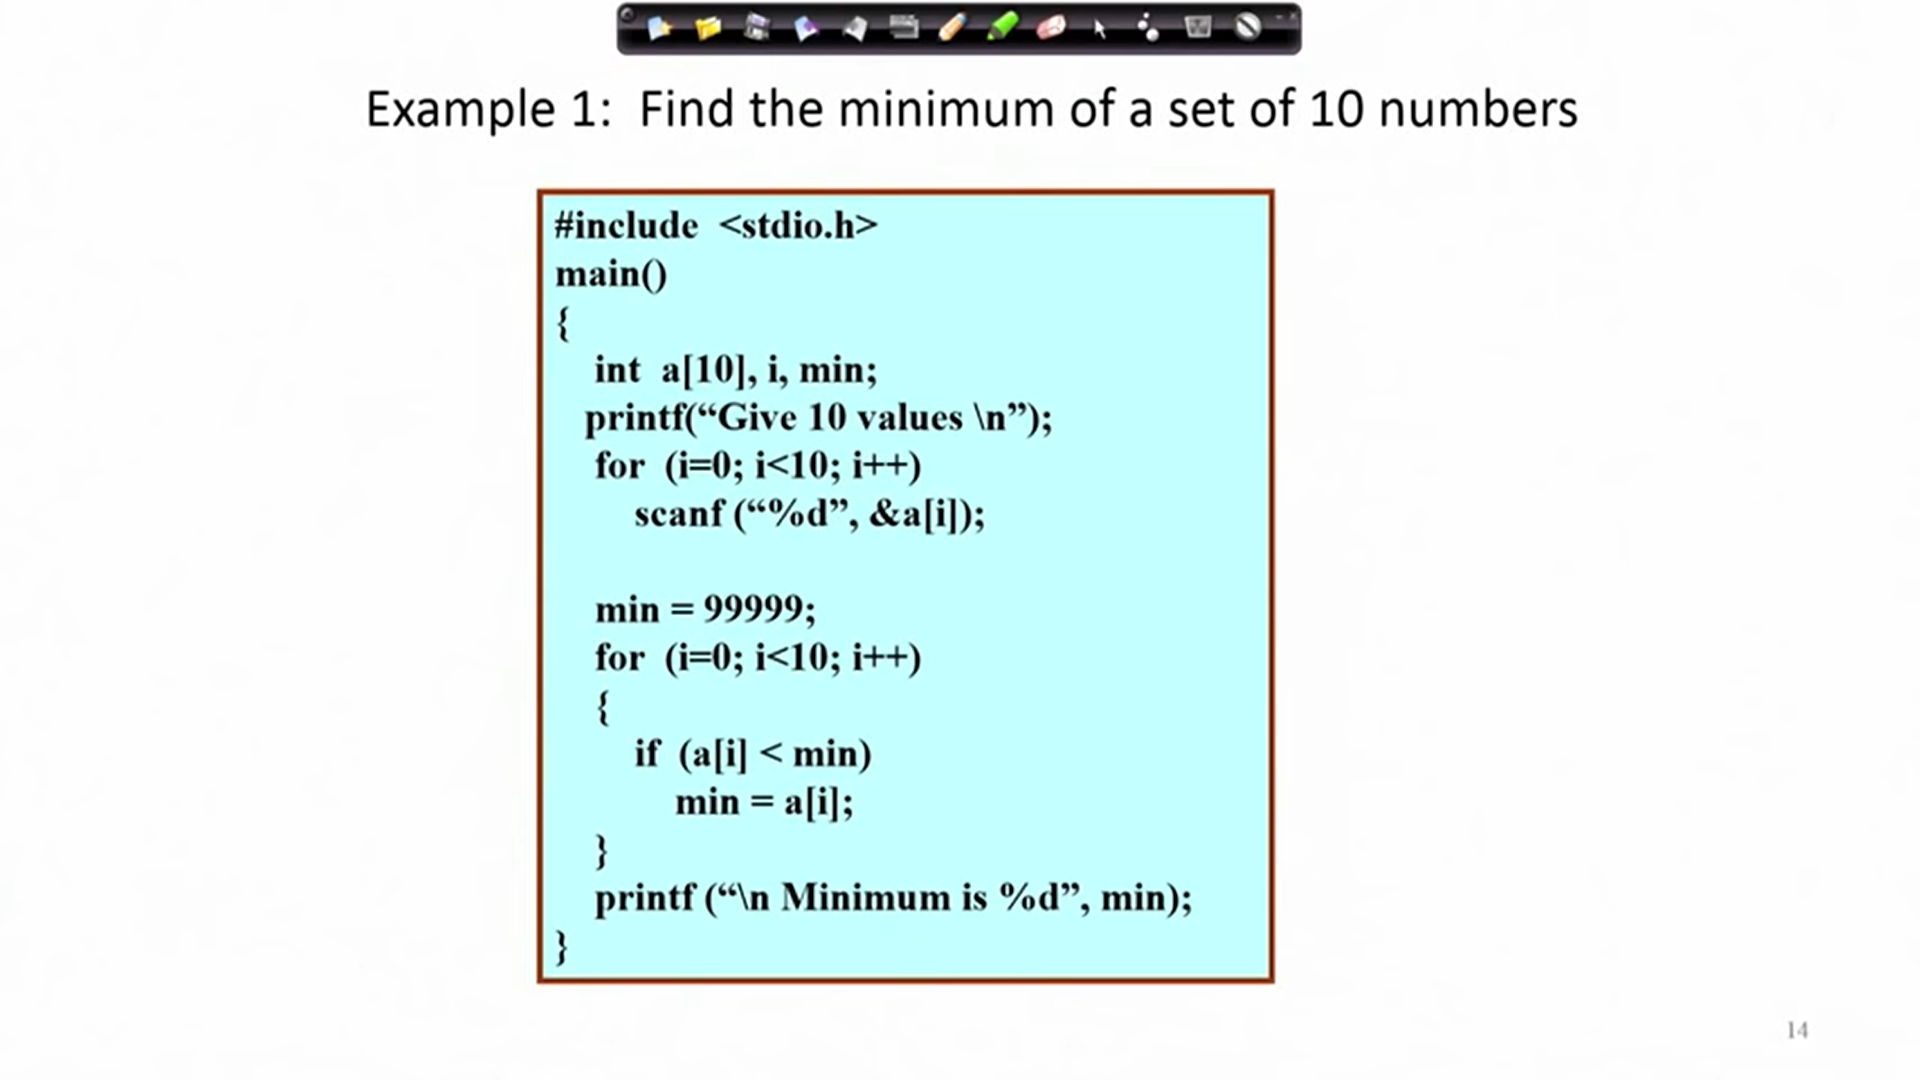 Example 1: Find the minimum of a set of 10 numbers
#include <stdio.h>
main()
{
int a[10], i, min;
printf(“Give 10 values \n”);
for (i=0; i<10; i++)
scanf (“%d”, &a[i]);
min = 99999;
for (i=0; i<10; i++)
{
if (a[i] < min)
min = a[i];
}
printf (“\n Minimum is %d”, min);
}
14